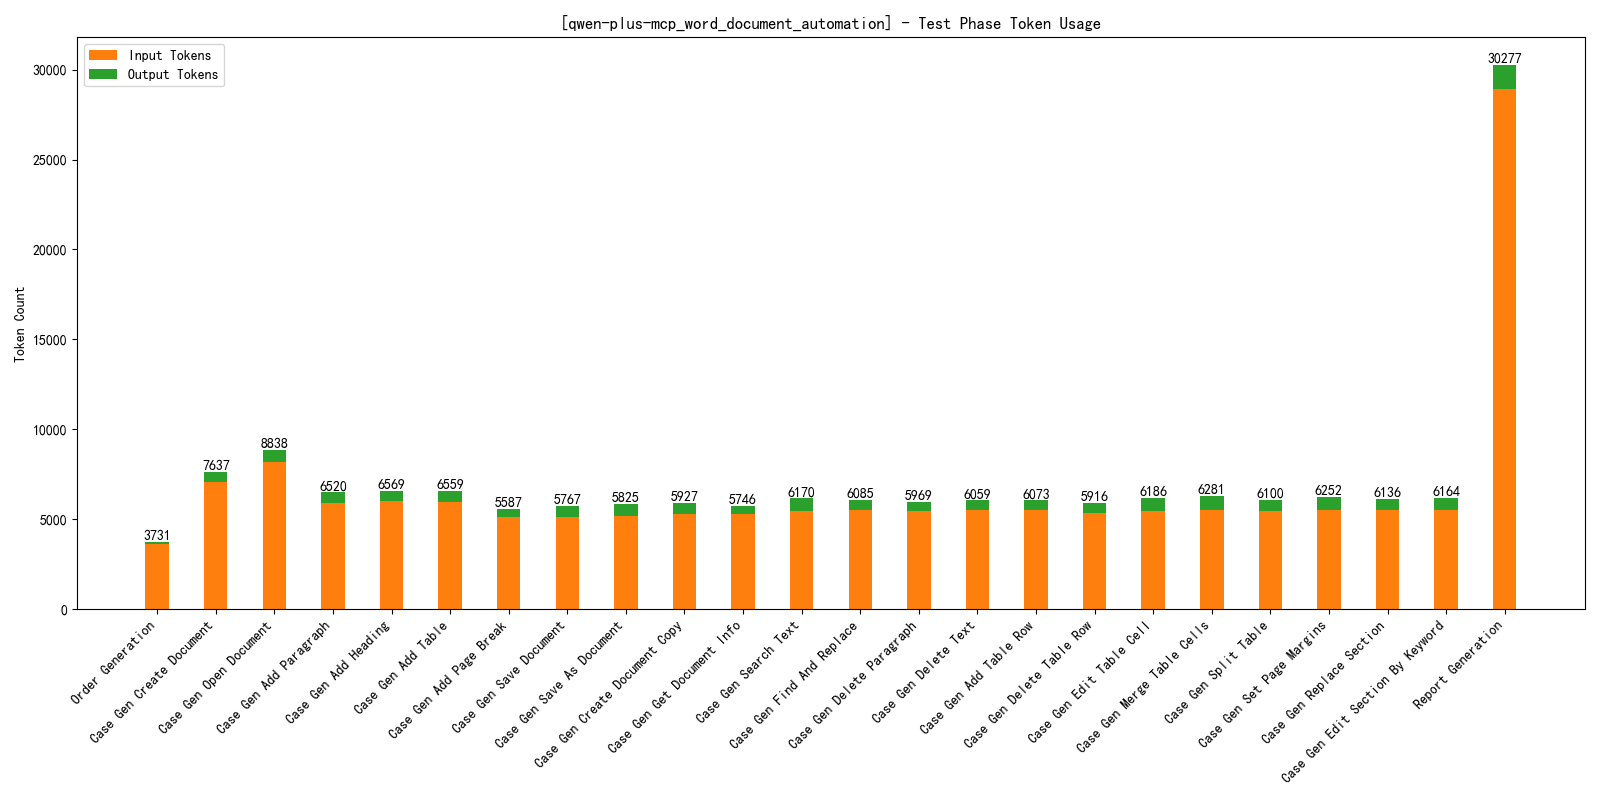 [qwen-plus-mcp_word_document_automation] - Test Phase Token Usage
Input Tokens
Output Tokens
Token Count
30000
25000
20000
15000
10000
5000
0
3731
7637
8838
6520
6569
6559
5587
5767
5825
5927
5746
6170
6085
5969
6059
6073
5916
6186
6281
6100
6252
6136
6164
30277
Order Generation
Case Gen Create Document
Case Gen Open Document
Case Gen Add Paragraph
Case Gen Add Heading
Case Gen Add Table
Case Gen Add Page Break
Case Gen Save Document
Case Gen Save As Document
Case Gen Create Document Copy
Case Gen Get Document Info
Case Gen Search Text
Case Gen Find And Replace
Case Gen Delete Paragraph
Case Gen Delete Text
Case Gen Add Table Row
Case Gen Delete Table Row
Case Gen Edit Table Cell
Case Gen Merge Table Cells
Case Gen Split Table
Case Gen Set Page Margins
Case Gen Replace Section
Case Gen Edit Section By Keyword
Report Generation